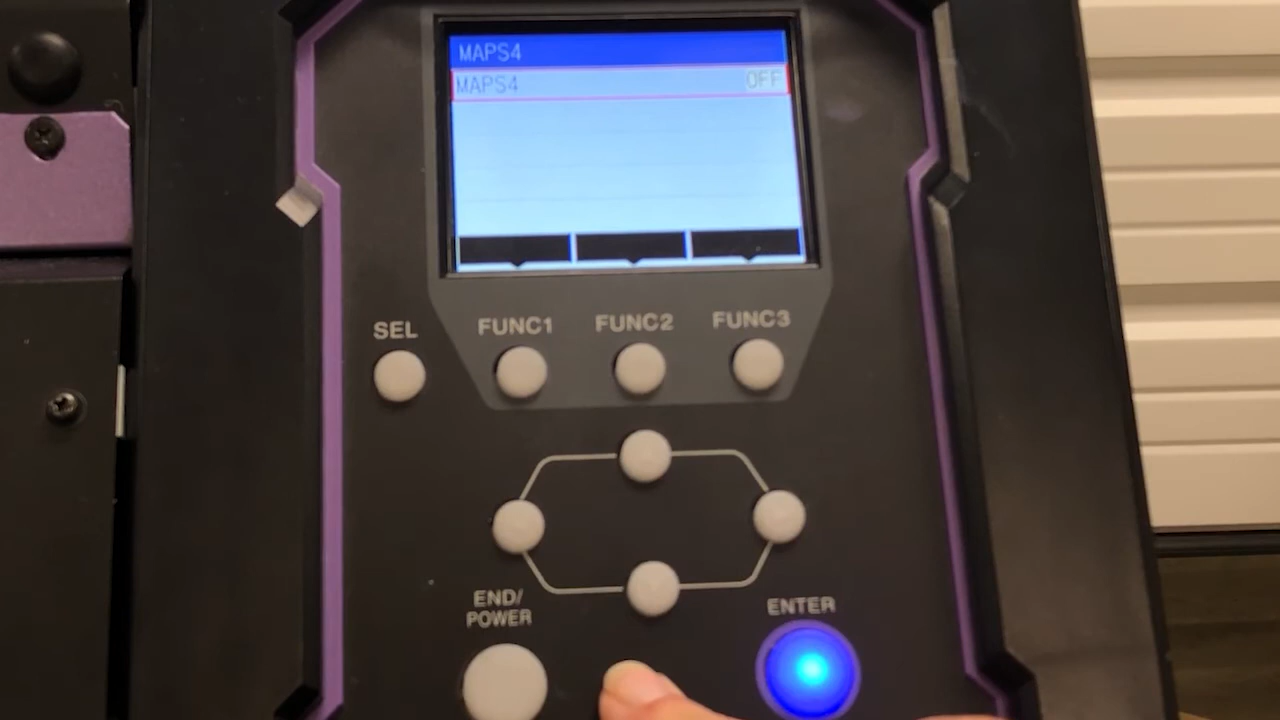 MAPS4
MAPS4 OFF
SEL FUNC1 FUNC2 FUNC3
END/
POWER
ENTER